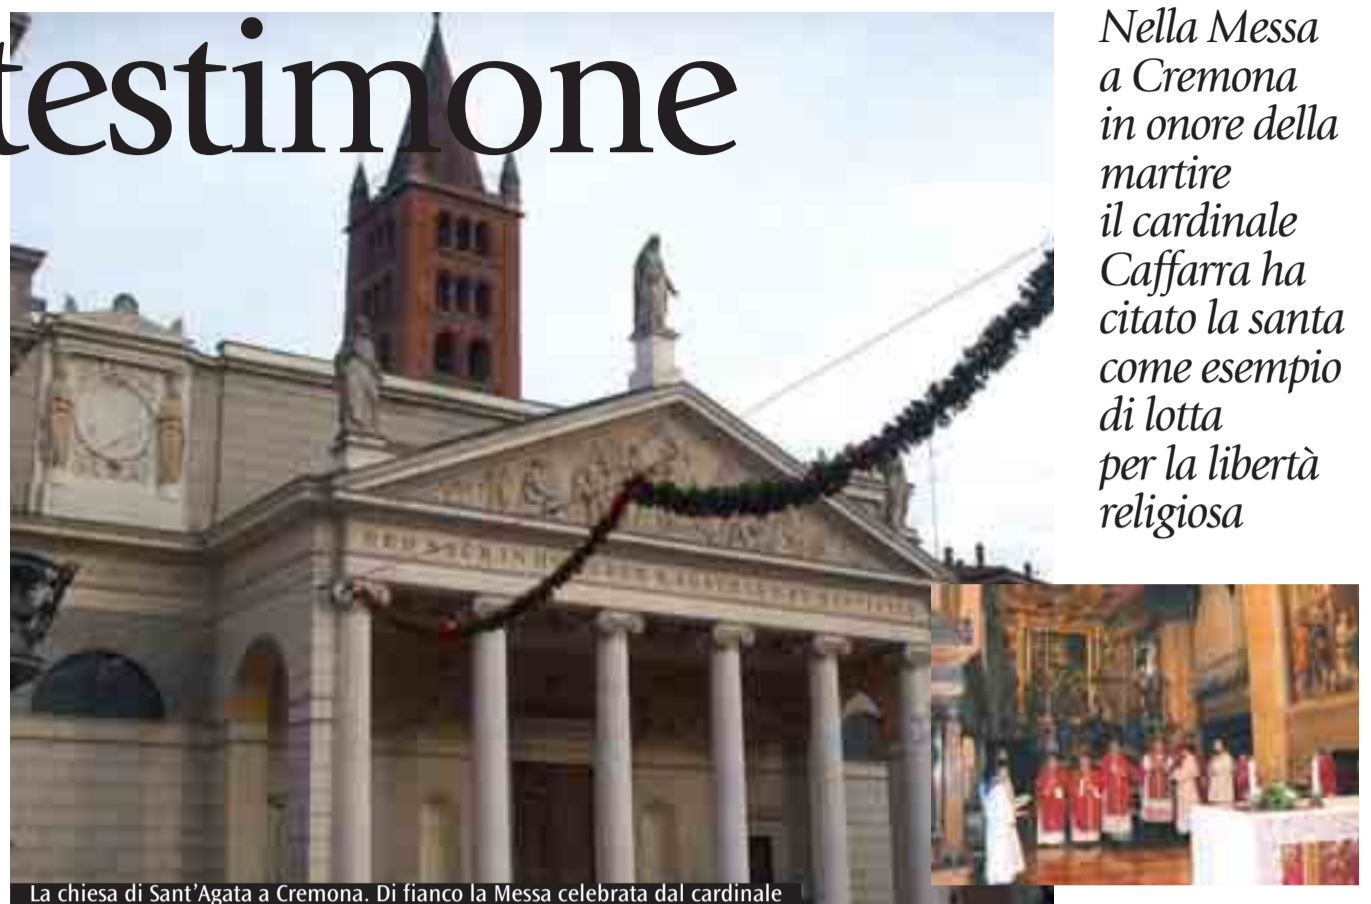 testimone
Nella Messa
a Cremona
in onore della
martire
il cardinale
Caffarra ha
citato la santa
come esempio
di lotta
per la libertà
religiosa
La chiesa di Sant'Agata a Cremona. Di fianco la Messa celebrata dal cardinale